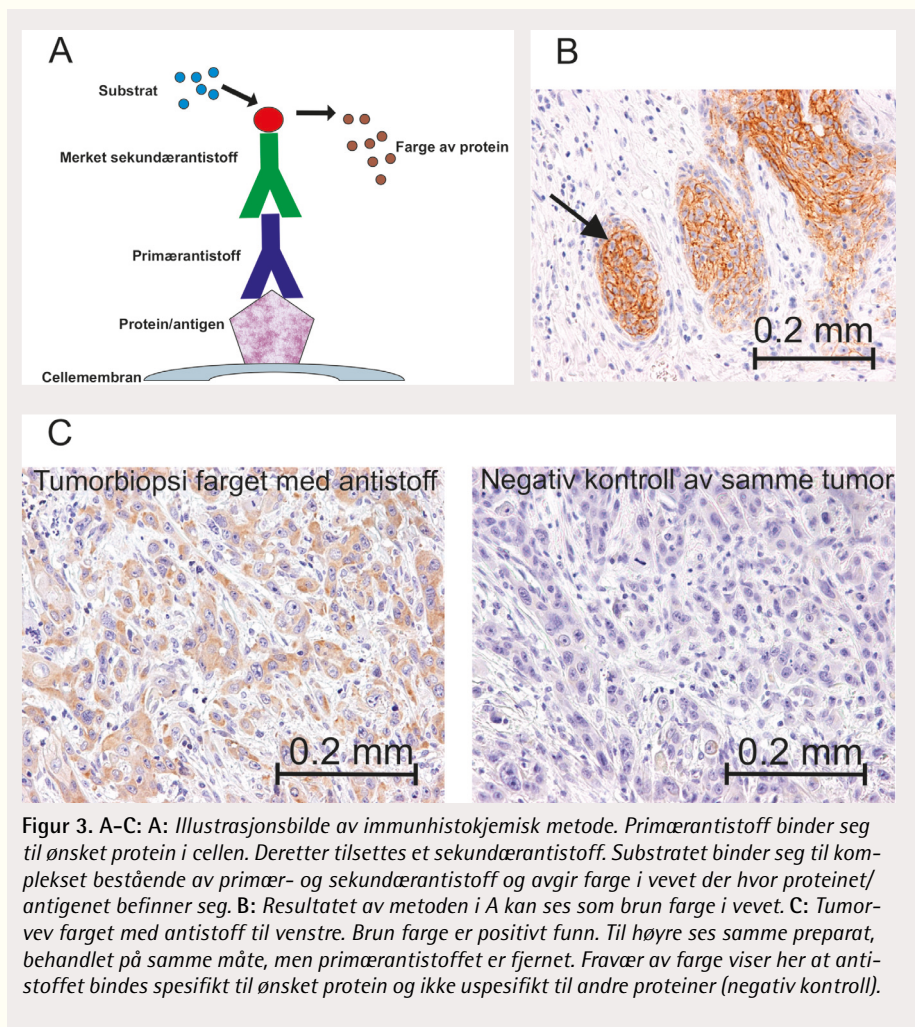 A
Substrat
Merket sekundærantistoff
Farge av protein
Primærantistoff
Protein/antigen
Cellemembran
B
0.2 mm
C
Tumorbiopsi farget med antistoff
0.2 mm
Negativ kontroll av samme tumor
0.2 mm
Figur 3. A-C: A: Illustrasjonsbilde av immunhistokjemisk metode. Primærantistoff binder seg
til ønsket protein i cellen. Deretter tilsettes et sekundærantistoff. Substratet binder seg til kom-
plekset bestående av primær- og sekundærantistoff og avgir farge i vevet der hvor proteinet/
antigenet befinner seg. B: Resultatet av metoden i A kan ses som brun farge i vevet. C: Tumor-
vev farget med antistoff til venstre. Brun farge er positivt funn. Til høyre ses samme preparat,
behandlet på samme måte, men primærantistoffet er fjernet. Fravær av farge viser her at anti-
stoffet bindes spesifikt til ønsket protein og ikke uspesifikt til andre proteiner (negativ kontroll).